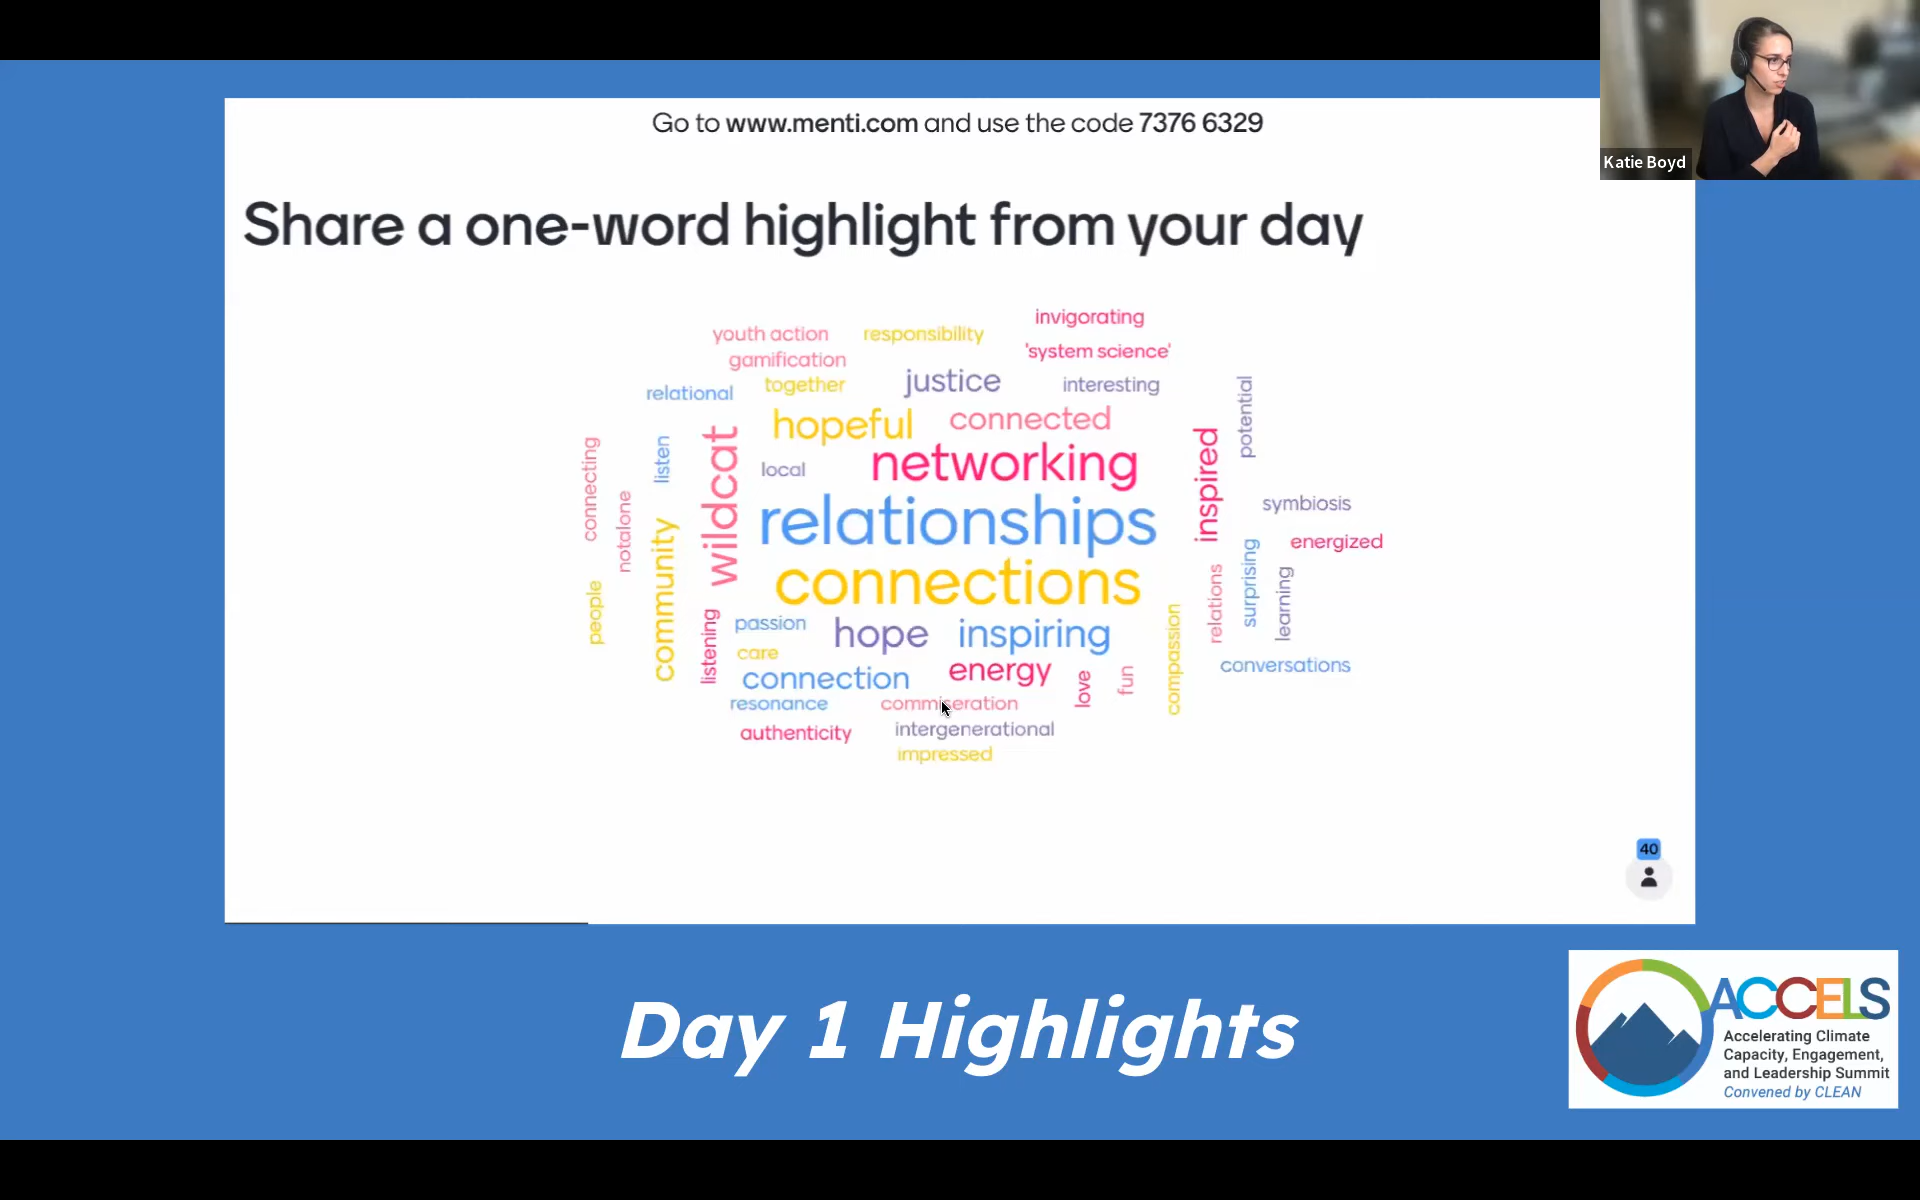 Go to www.menti.com and use the code 7376 6329
Katie Boyd
Share a one-word highlight from your day
invigorating
youth action
responsibility
'system science'
gamification
together
justice
interesting
relational
potential
hopeful
connected
connecting
listen
wildcat
local
networking
inspired
notalone
relationships
symbiosis
energized
community
connections
surprising
relations
learning
people
listening
passion
hope
inspiring
compassion
care
connection
energy
love
fun
conversations
resonance
commiseration
authenticity
intergenerational
impressed
40
Day 1 Highlights
ACCELS
Accelerating Climate
Capacity, Engagement,
and Leadership Summit
Convened by CLEAN